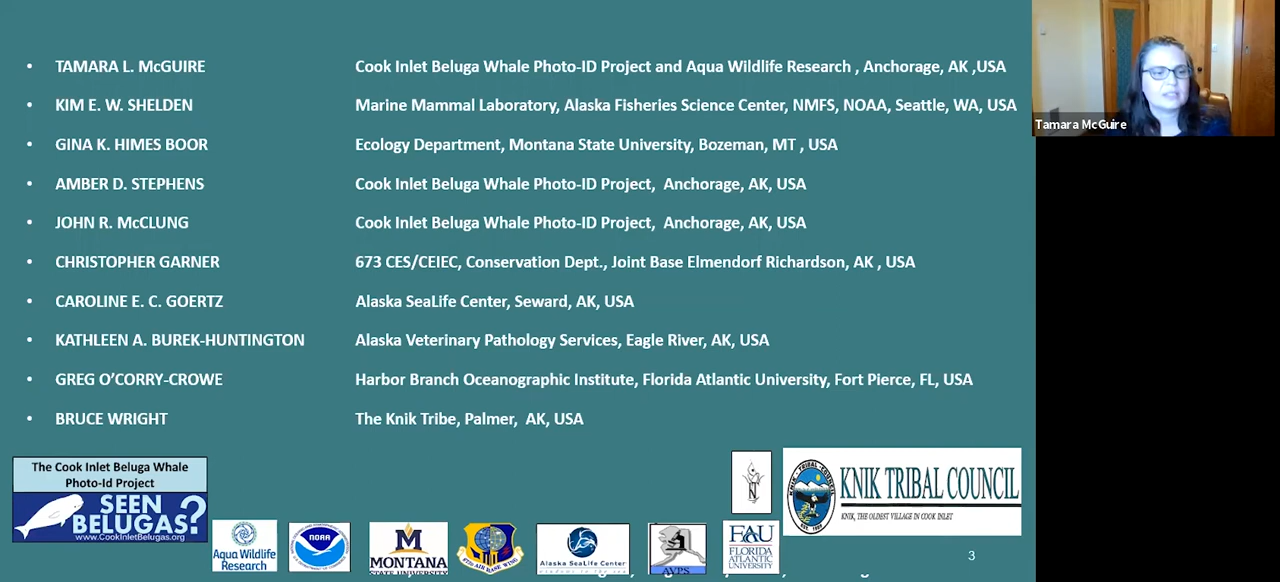 TAMARA L. McGUIRE Cook Inlet Beluga Whale Photo-ID Project and Aqua Wildlife Research , Anchorage, AK ,USA
KIM E. W. SHELDEN Marine Mammal Laboratory, Alaska Fisheries Science Center, NMFS, NOAA, Seattle, WA, USA
GINA K. HIMES BOOR Ecology Department, Montana State University, Bozeman, MT , USA
AMBER D. STEPHENS Cook Inlet Beluga Whale Photo-ID Project, Anchorage, AK, USA
JOHN R. McCLUNG Cook Inlet Beluga Whale Photo-ID Project, Anchorage, AK, USA
CHRISTOPHER GARNER 673 CES/CEIEC, Conservation Dept., Joint Base Elmendorf Richardson, AK , USA
CAROLINE E. C. GOERTZ Alaska SeaLife Center, Seward, AK, USA
KATHLEEN A. BUREK-HUNTINGTON Alaska Veterinary Pathology Services, Eagle River, AK, USA
GREG O’CORRY-CROWE Harbor Branch Oceanographic Institute, Florida Atlantic University, Fort Pierce, FL, USA
BRUCE WRIGHT The Knik Tribe, Palmer, AK, USA
Tamara McGuire
The Cook Inlet Beluga Whale
Photo-Id Project
SEEN
BELUGAS?
www.CookInletBelugas.org
Aqua Wildlife
Research
NOAA
M
MONTANA
STATE UNIVERSITY
Alaska SeaLife Center
windows to the sea
AVPS
FAU
FLORIDA
ATLANTIC
UNIVERSITY
N
KNIK TRIBAL COUNCIL
KNIK, THE OLDEST VILLAGE IN COOK INLET
3